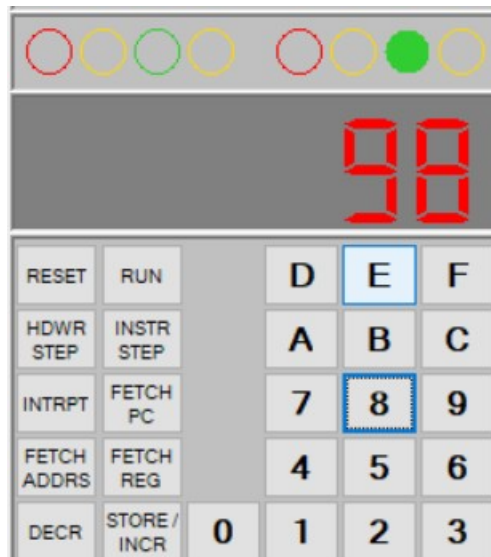 98
RESET RUN D E F
HDWR STEP INSTR STEP A B C
INTRPT FETCH PC 7 8 9
FETCH ADDRS FETCH REG 4 5 6
DECR STORE / INCR 0 1 2 3